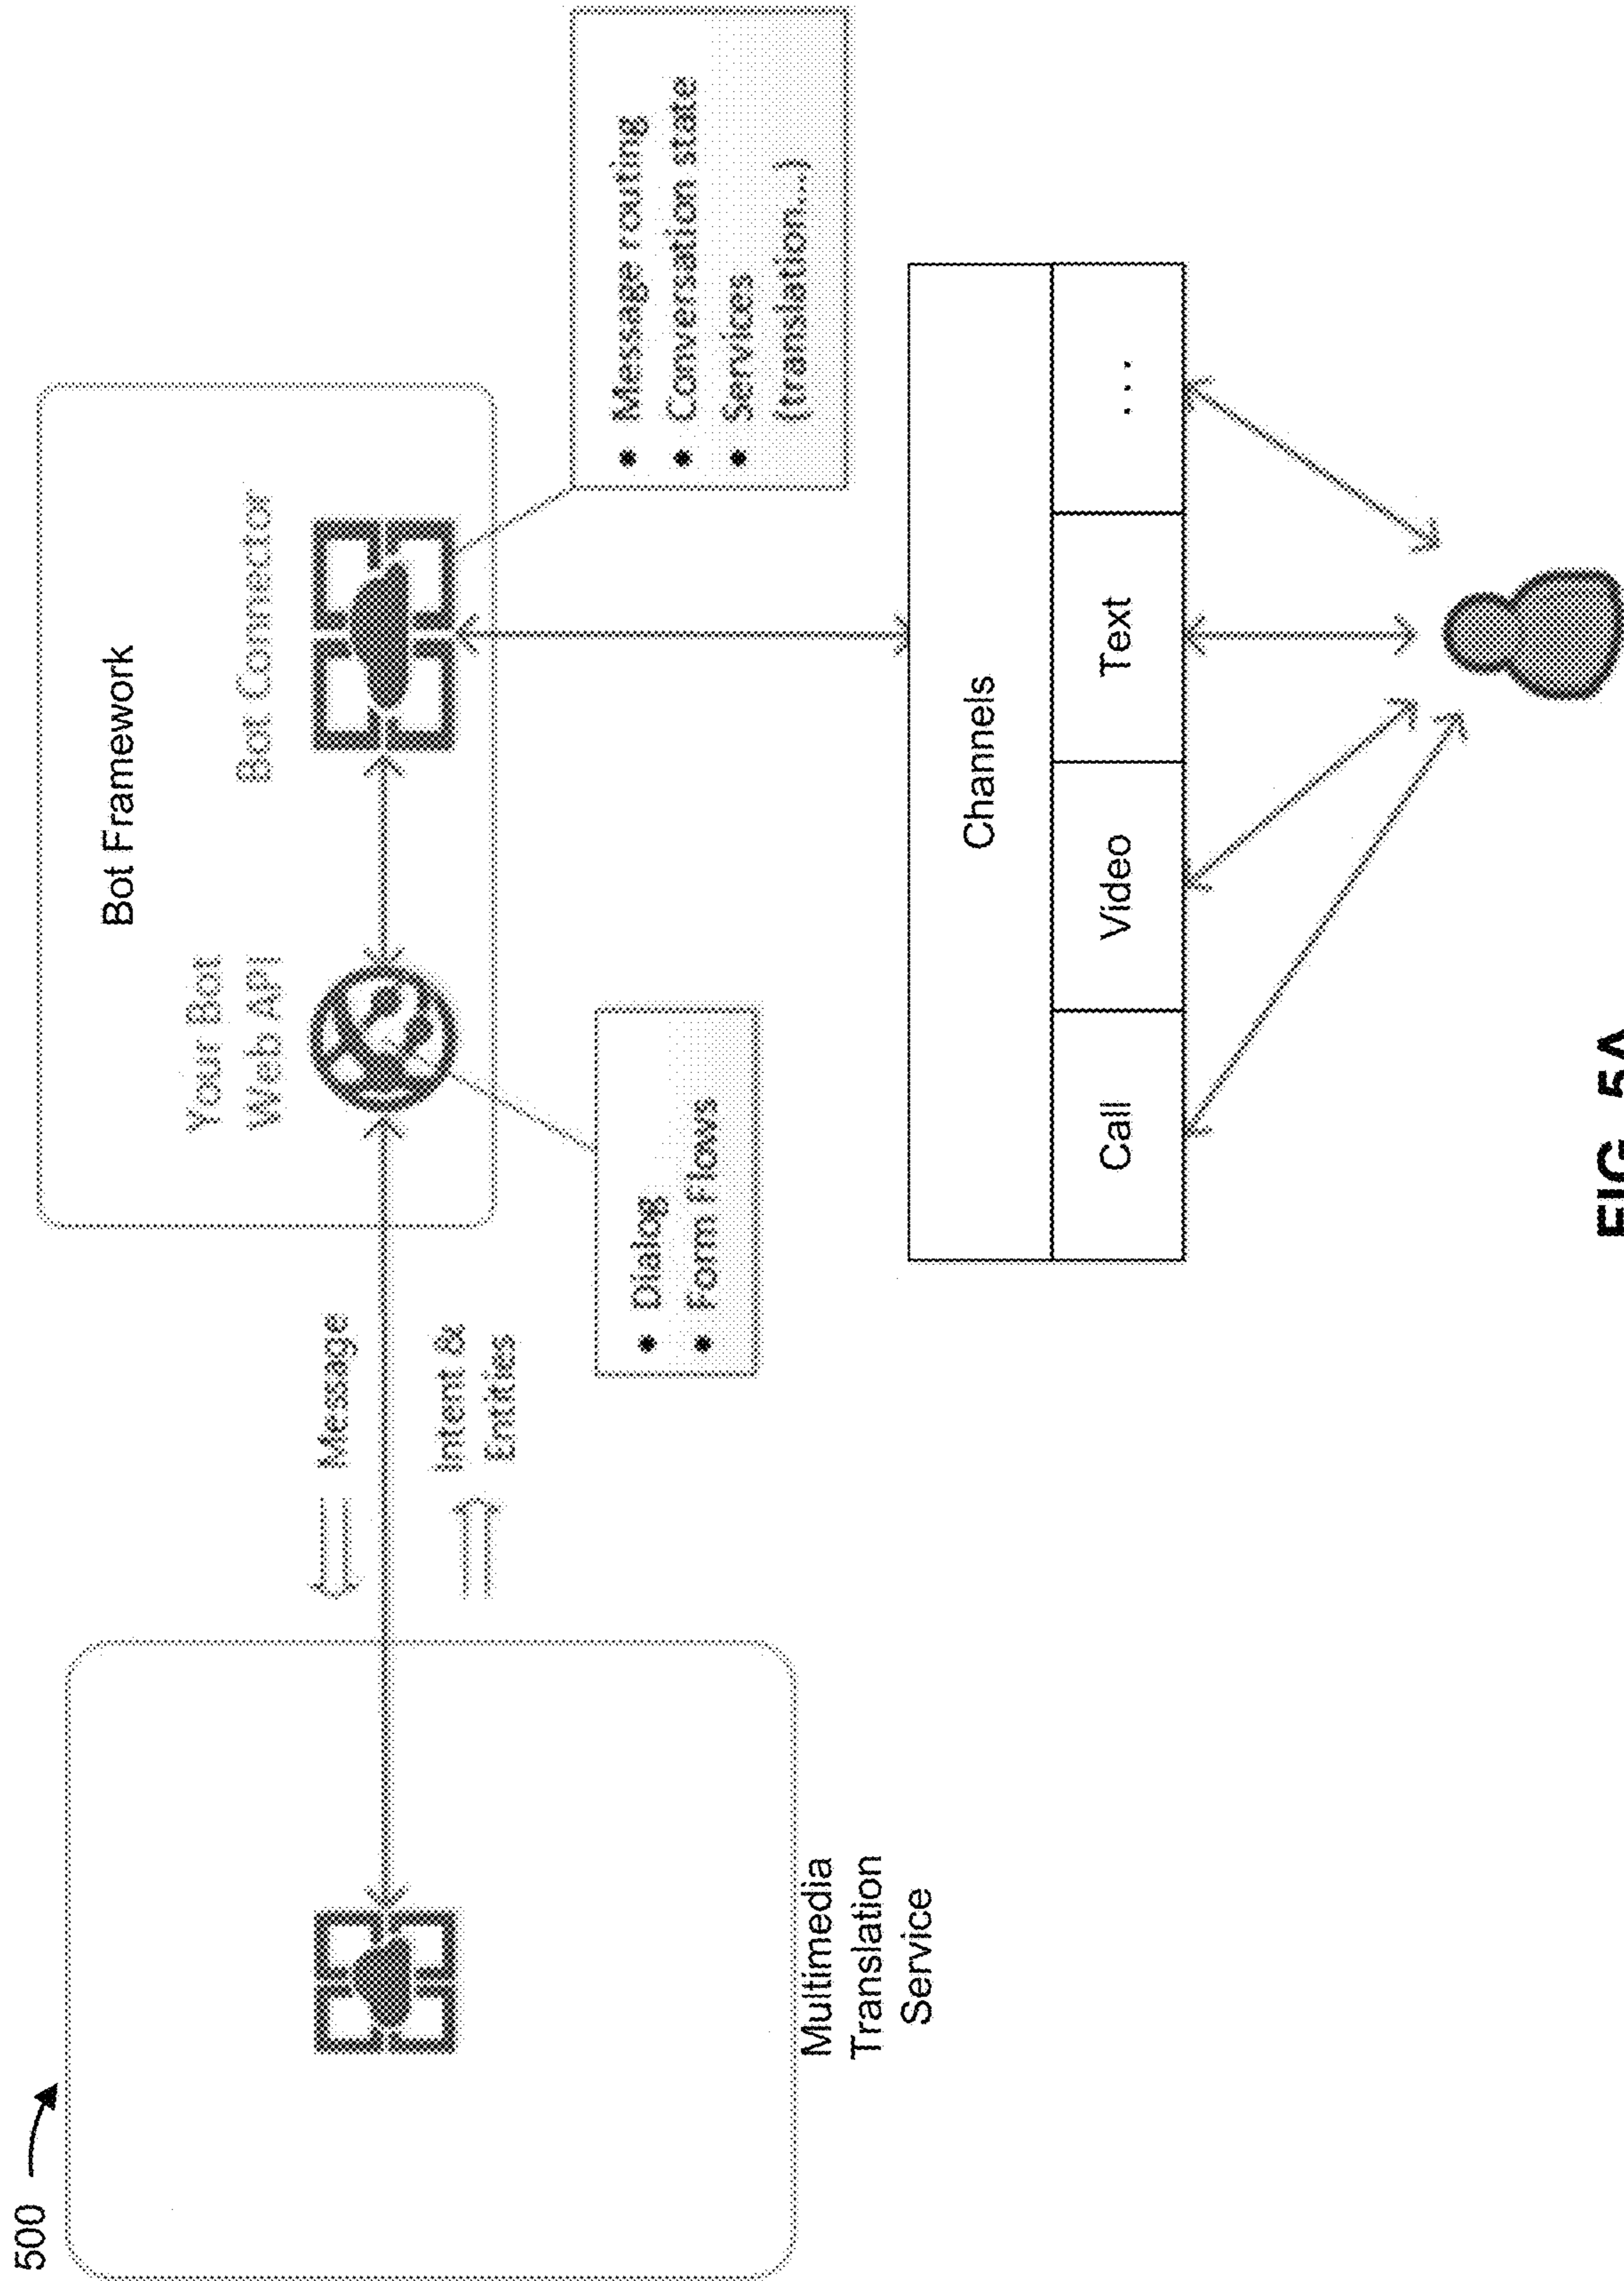 500
Bot Framework
Your Bot
Web API
Bot Connector
Message
Intent &
Entities
• Dialog
• Form Flows
• Message routing
• Conversation state
• Services
(translation...)
Multimedia
Translation
Service
Channels
Call
Video
Text
...
FIG. 5A